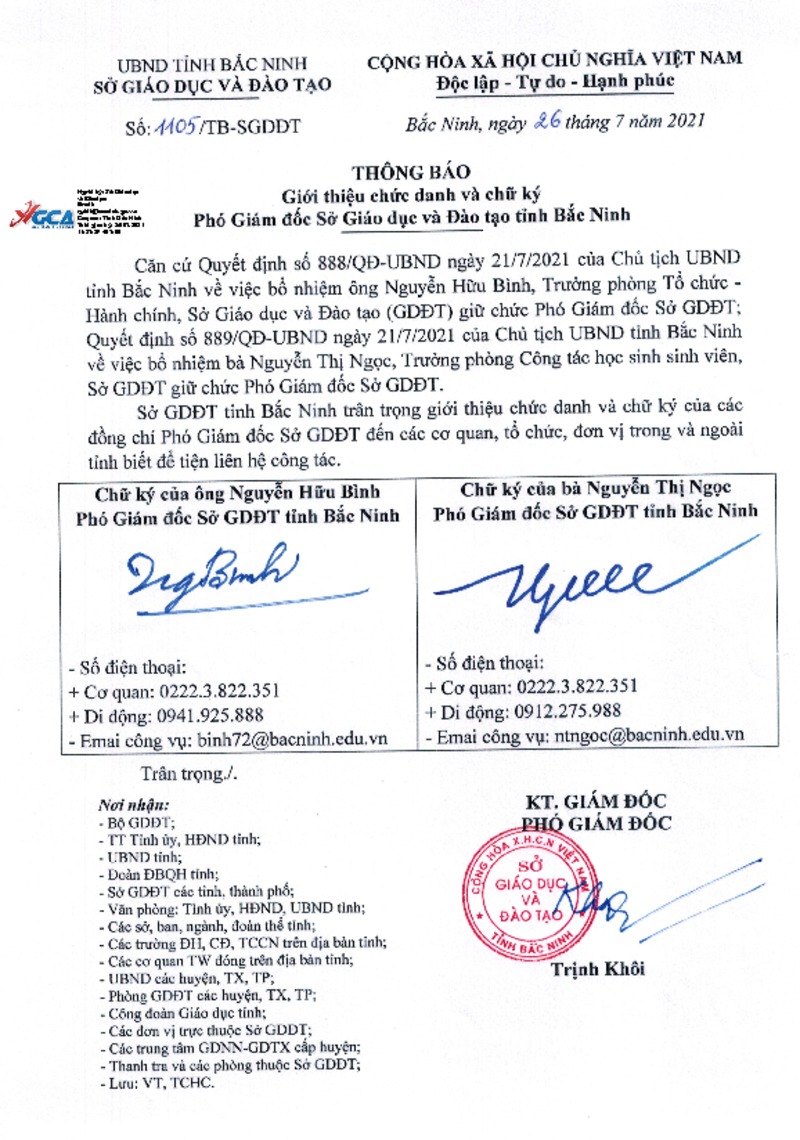 UBND TỈNH BẮC NINH
SỞ GIÁO DỤC VÀ ĐÀO TẠO
CỘNG HÒA XÃ HỘI CHỦ NGHĨA VIỆT NAM
Độc lập - Tự do - Hạnh phúc
Số: 1105/TB-SGDĐT
Bắc Ninh, ngày 26 tháng 7 năm 2021
THÔNG BÁO
Giới thiệu chức danh và chữ ký
Phó Giám đốc Sở Giáo dục và Đào tạo tỉnh Bắc Ninh
GCA
Căn cứ Quyết định số 888/QĐ-UBND ngày 21/7/2021 của Chủ tịch UBND
tỉnh Bắc Ninh về việc bổ nhiệm ông Nguyễn Hữu Bình, Trưởng phòng Tổ chức -
Hành chính, Sở Giáo dục và Đào tạo (GDĐT) giữ chức Phó Giám đốc Sở GDĐT;
Quyết định số 889/QĐ-UBND ngày 21/7/2021 của Chủ tịch UBND tỉnh Bắc Ninh
về việc bổ nhiệm bà Nguyễn Thị Ngọc, Trưởng phòng Công tác học sinh sinh viên,
Sở GDĐT giữ chức Phó Giám đốc Sở GDĐT.
Sở GDĐT tỉnh Bắc Ninh trân trọng giới thiệu chức danh và chữ ký của các
đồng chí Phó Giám đốc Sở GDĐT đến các cơ quan, tổ chức, đơn vị trong và ngoài
tỉnh biết để tiện liên hệ công tác.
Chữ ký của ông Nguyễn Hữu Bình
Phó Giám đốc Sở GDĐT tỉnh Bắc Ninh
NgBình
- Số điện thoại:
+ Cơ quan: 0222.3.822.351
+ Di động: 0941.925.888
- Emai công vụ: binh72@bacninh.edu.vn
Chữ ký của bà Nguyễn Thị Ngọc
Phó Giám đốc Sở GDĐT tỉnh Bắc Ninh
- Số điện thoại:
+ Cơ quan: 0222.3.822.351
+ Di động: 0912.275.988
- Emai công vụ: ntngoc@bacninh.edu.vn
Trân trọng./.
Nơi nhận:
- Bộ GDĐT;
- TT Tỉnh ủy, HĐND tỉnh;
- UBND tỉnh;
- Đoàn ĐBQH tỉnh;
- Sở GDĐT các tỉnh, thành phố;
- Văn phòng: Tỉnh ủy, HĐND, UBND tỉnh;
- Các sở, ban, ngành, đoàn thể tỉnh;
- Các trường ĐH, CĐ, TCCN trên địa bàn tỉnh;
- Các cơ quan TW đóng trên địa bàn tỉnh;
- UBND các huyện, TX, TP;
- Phòng GDĐT các huyện, TX, TP;
- Công đoàn Giáo dục tỉnh;
- Các đơn vị trực thuộc Sở GDĐT;
- Các trung tâm GDNN-GDTX cấp huyện;
- Thanh tra và các phòng thuộc Sở GDĐT;
- Lưu: VT, TCHC.
KT. GIÁM ĐỐC
PHÓ GIÁM ĐỐC
CỘNG HÒA X.H.C.N VIỆT NAM
SỞ
GIÁO DỤC
VÀ
ĐÀO TẠO
TỈNH BẮC NINH
Trịnh Khôi